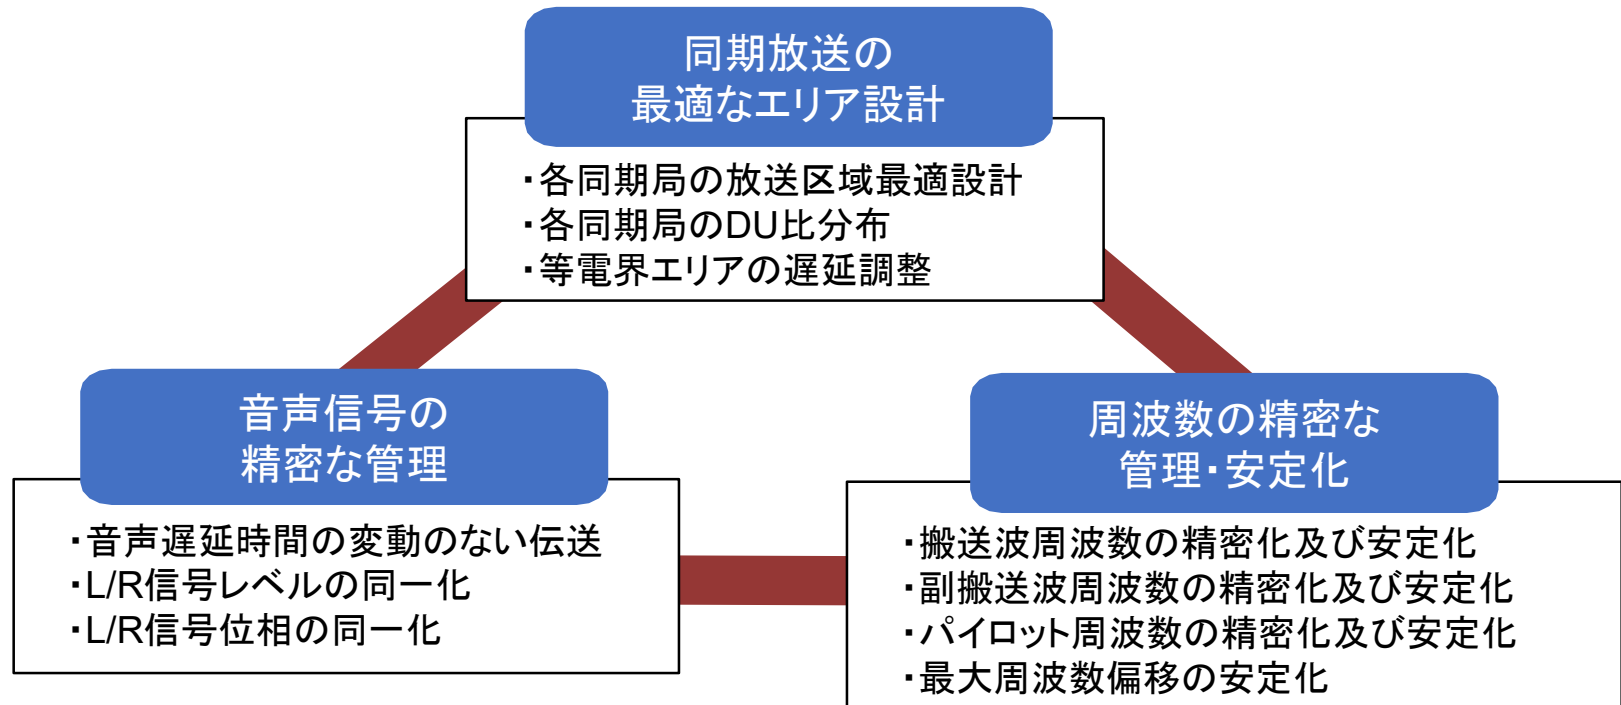 同期放送の
最適なエリア設計
・各同期局の放送区域最適設計
・各同期局のDU比分布
・等電界エリアの遅延調整
音声信号の
精密な管理
・音声遅延時間の変動のない伝送
・L/R信号レベルの同一化
・L/R信号位相の同一化
周波数の精密な
管理・安定化
・搬送波周波数の精密化及び安定化
・副搬送波周波数の精密化及び安定化
・パイロット周波数の精密化及び安定化
・最大周波数偏移の安定化